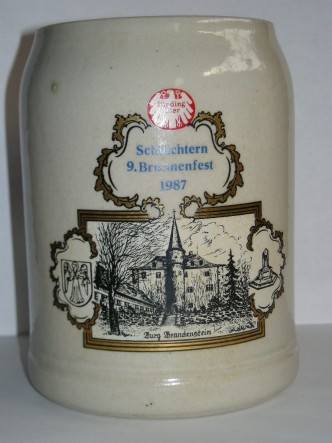 Schlüchtern
9. Brunnenfest
1987
Burg Brandenstein